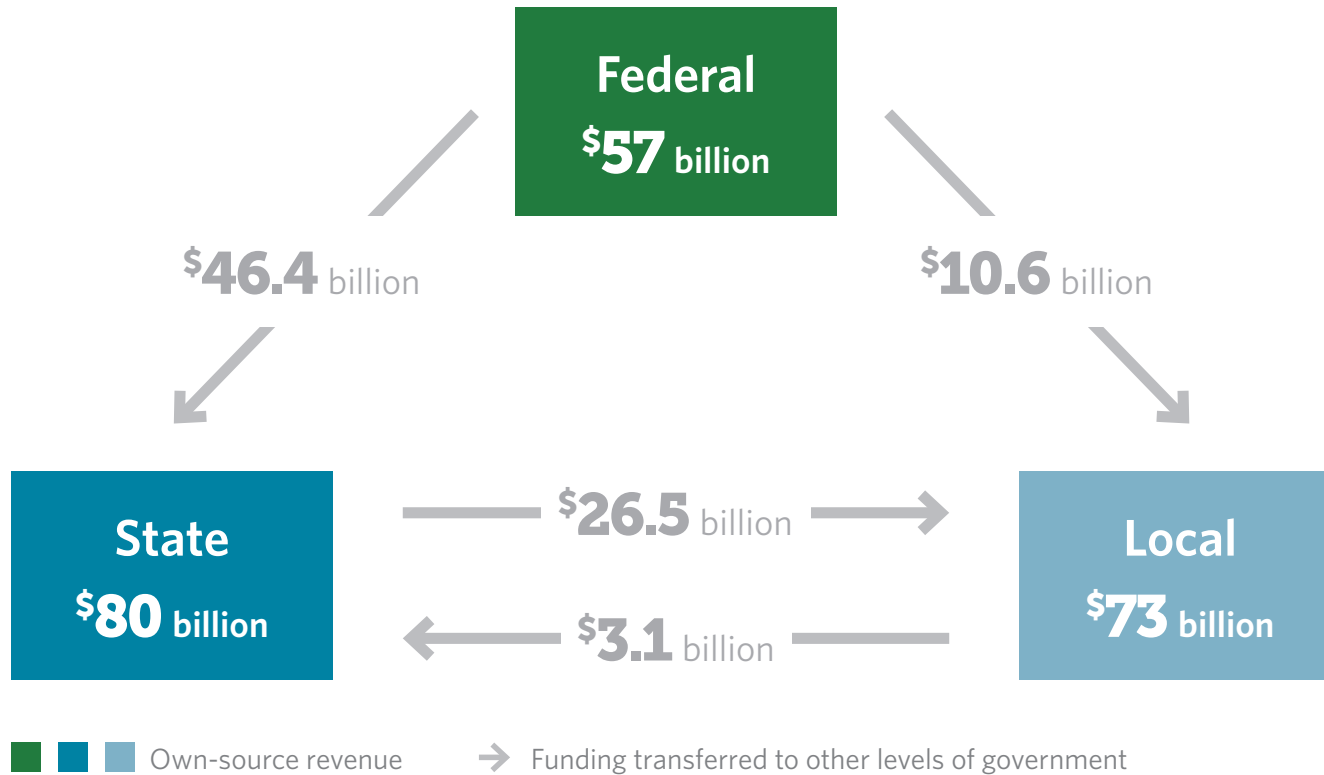 Federal
$57 billion
$46.4 billion
$10.6 billion
State
$80 billion
$26.5 billion
$3.1 billion
Local
$73 billion
Own-source revenue
Funding transferred to other levels of government